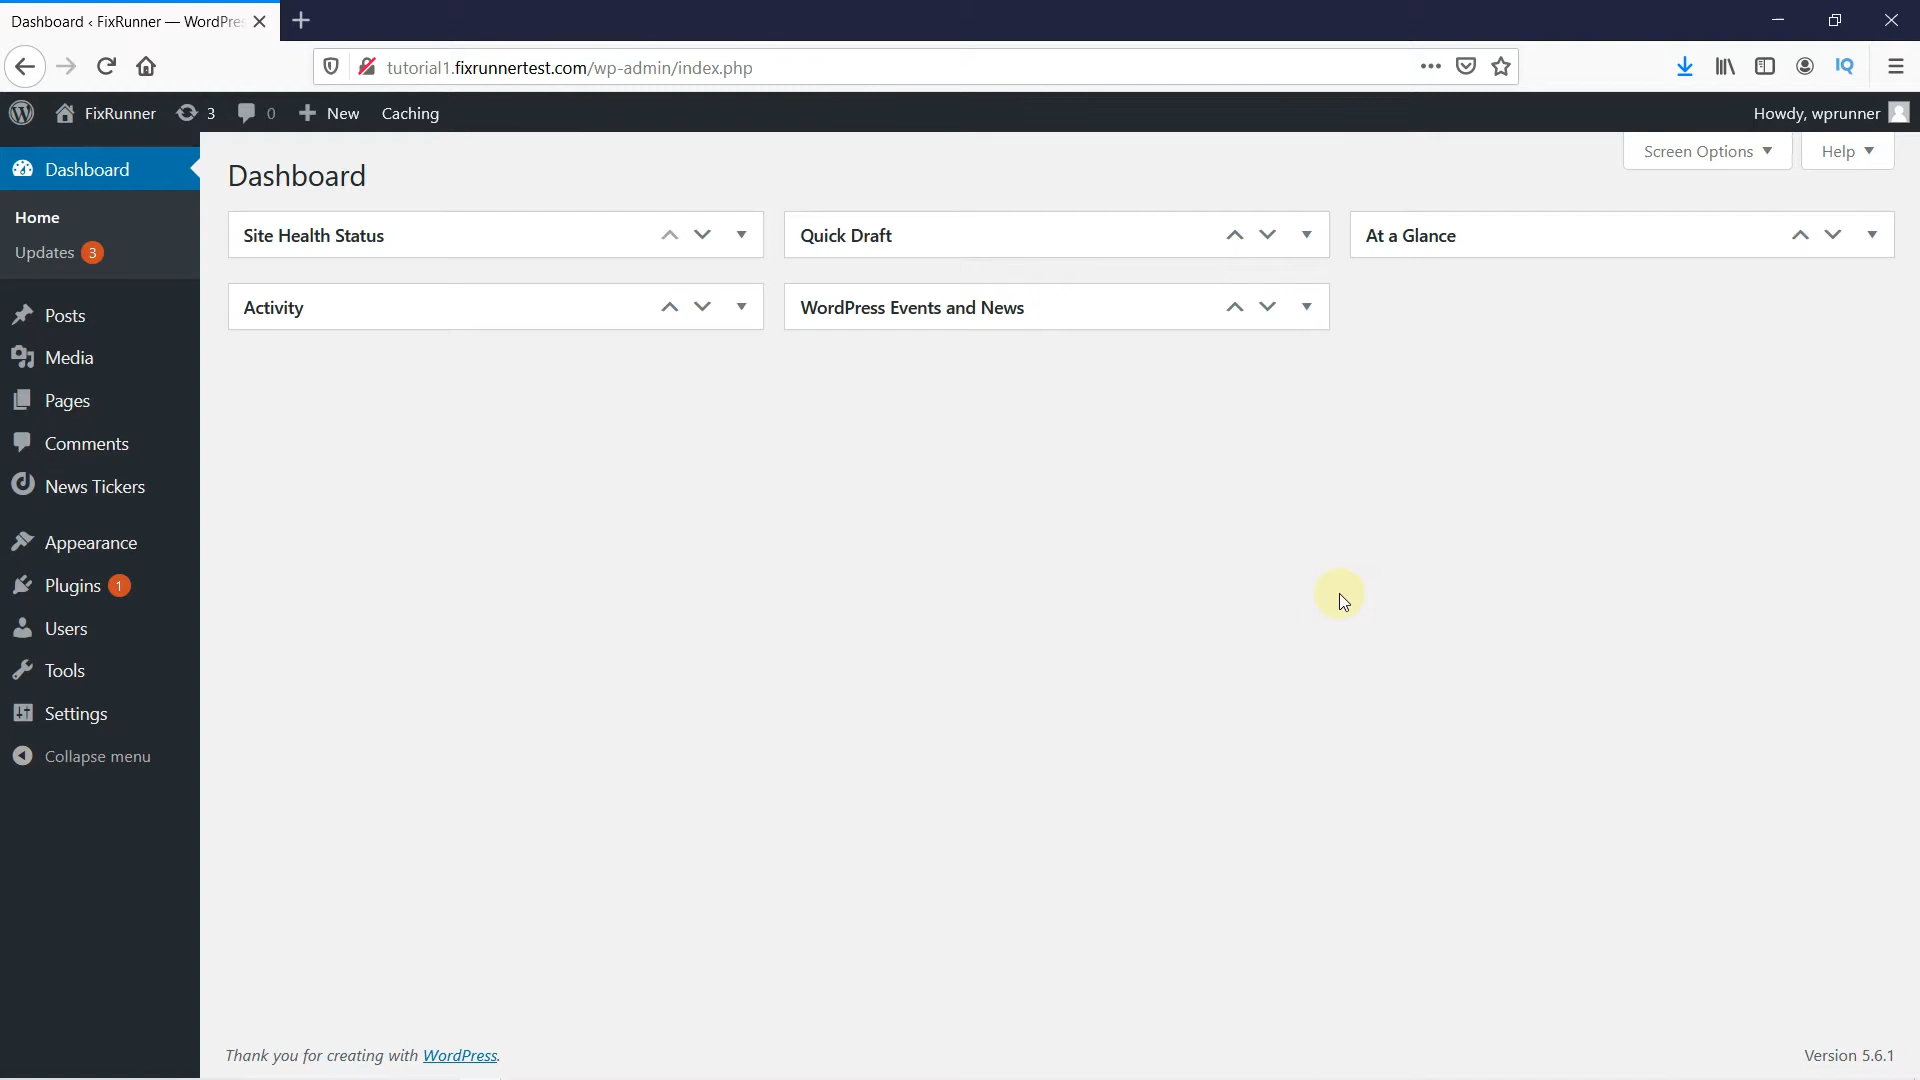 Dashboard ‹ FixRunner — WordPres
tutorial1.fixrunnertest.com/wp-admin/index.php
IQ
FixRunner 3 0 New Caching Howdy, wprunner
Screen Options Help
Dashboard
Home
Updates 3
Posts
Media
Pages
Comments
News Tickers
Appearance
Plugins 1
Users
Tools
Settings
Collapse menu
Dashboard
Site Health Status
Quick Draft
At a Glance
Activity
WordPress Events and News
Thank you for creating with WordPress.
Version 5.6.1